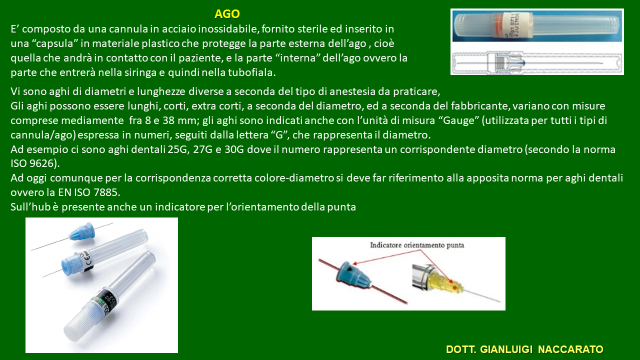 AGO
E' composto da una cannula in acciaio inossidabile, fornito sterile ed inserito in
una "capsula" in materiale plastico che protegge la parte esterna dell'ago , cioè
quella che andrà in contatto con il paziente, e la parte "interna" dell'ago ovvero la
parte che entrerà nella siringa e quindi nella tubofiala.
Vi sono aghi di diametri e lunghezze diverse a seconda del tipo di anestesia da praticare,
Gli aghi possono essere lunghi, corti, extra corti, a seconda del diametro, ed a seconda del fabbricante, variano con misure
comprese mediamente fra 8 e 38 mm; gli aghi sono indicati anche con l'unità di misura "Gauge" (utilizzata per tutti i tipi di
cannula/ago) espressa in numeri, seguiti dalla lettera "G", che rappresenta il diametro.
Ad esempio ci sono aghi dentali 25G, 27G e 30G dove il numero rappresenta un corrispondente diametro (secondo la norma
ISO 9626).
Ad oggi comunque per la corrispondenza corretta colore-diametro si deve far riferimento alla apposita norma per aghi dentali
ovvero la EN ISO 7885.
Sull'hub è presente anche un indicatore per l'orientamento della punta
Indicatore orientamento punta
DOTT. GIANLUIGI NACCARATO